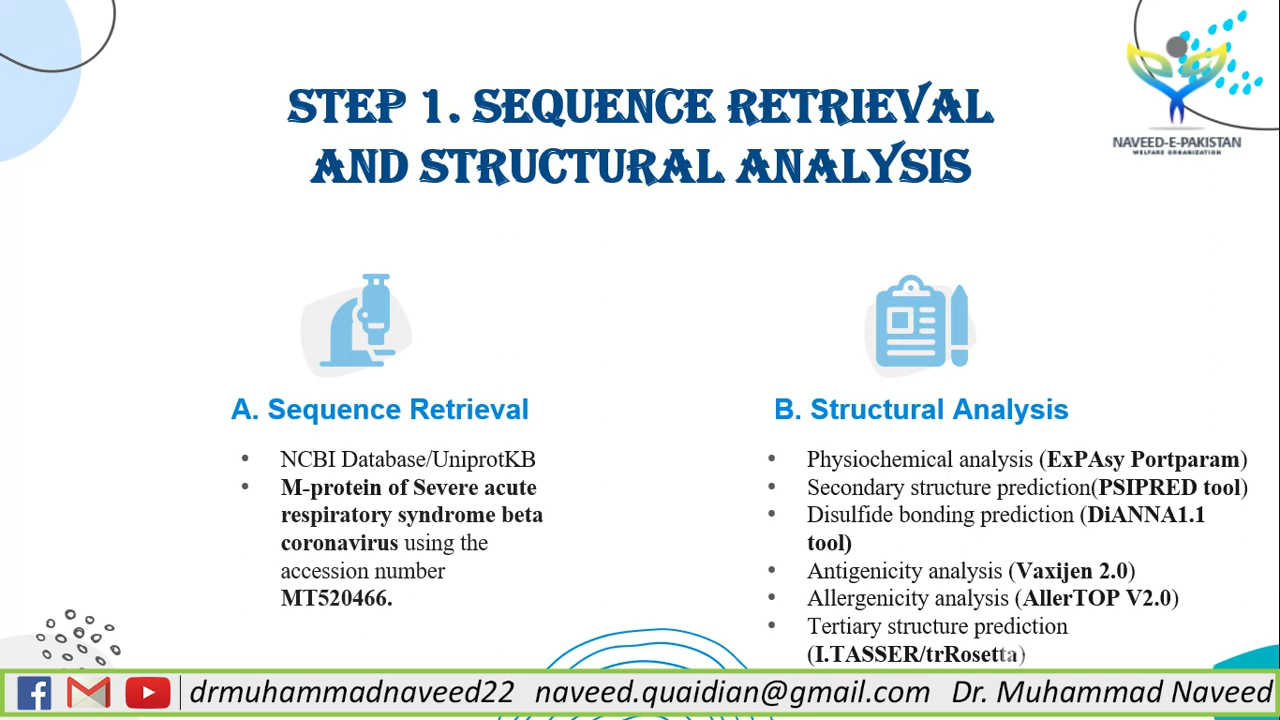 NAVEED-E-PAKISTAN
WELFARE ORGANIZATION
STEP 1. SEQUENCE RETRIEVAL
AND STRUCTURAL ANALYSIS
A. Sequence Retrieval
• NCBI Database/UniprotKB
• M-protein of Severe acute
respiratory syndrome beta
coronavirus using the
accession number
MT520466.
B. Structural Analysis
• Physiochemical analysis (ExPAsy Portparam)
• Secondary structure prediction(PSIPRED tool)
• Disulfide bonding prediction (DiANNA1.1
tool)
• Antigenicity analysis (Vaxijen 2.0)
• Allergenicity analysis (AllerTOP V2.0)
• Tertiary structure prediction
(I.TASSER/trRosetta)
drmuhammadnaveed22 naveed.quaidian@gmail.com Dr. Muhammad Naveed